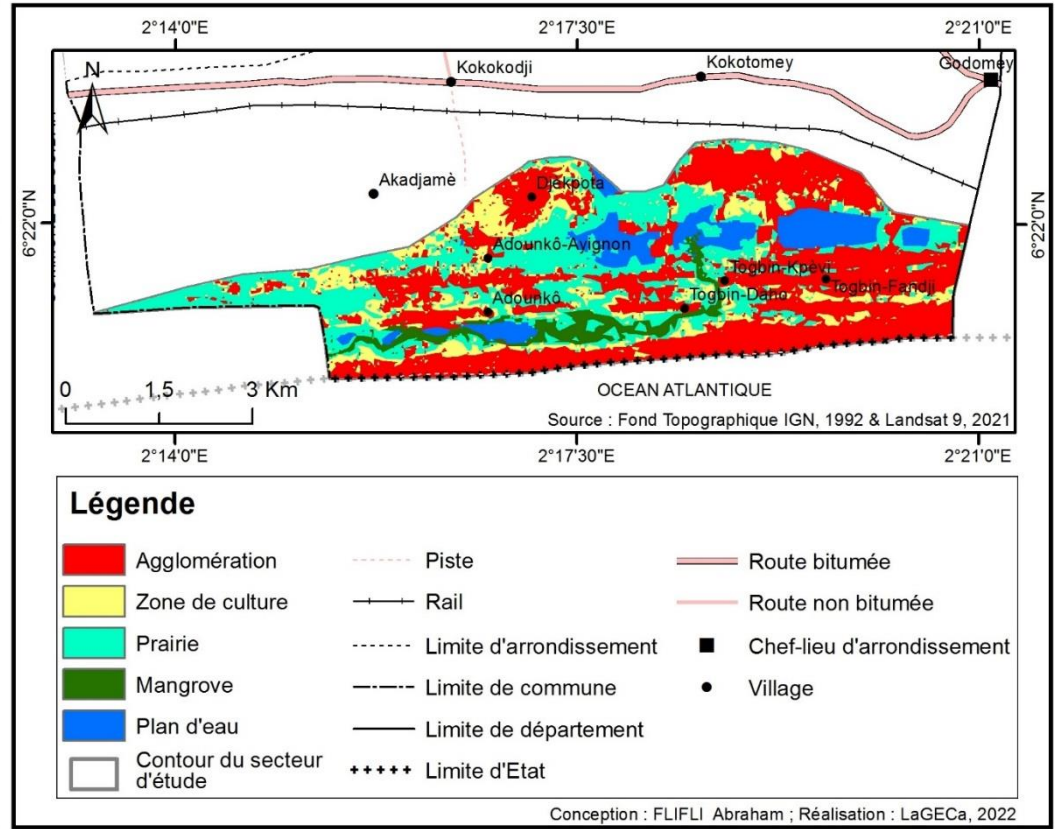 2°14'0"E
2°17'30"E
2°21'0"E
N
Kokokodji
Kokotomey
Godomey
Akadjamè
Djèkpota
6°22'0"N
6°22'0"N
Adounkô-Avignon
Togbin-Kpèvi
Togbin-Fandji
Adounkô
Togbin-Daho
0 1,5 3 Km
OCEAN ATLANTIQUE
Source : Fond Topographique IGN, 1992 & Landsat 9, 2021
2°14'0"E
2°17'30"E
2°21'0"E
Légende
Agglomération
Zone de culture
Prairie
Mangrove
Plan d'eau
Contour du secteur
d'étude
Piste
Rail
Limite d'arrondissement
Limite de commune
Limite de département
Limite d'Etat
Route bitumée
Route non bitumée
Chef-lieu d'arrondissement
Village
Conception : FLIFLI Abraham ; Réalisation : LaGECa, 2022